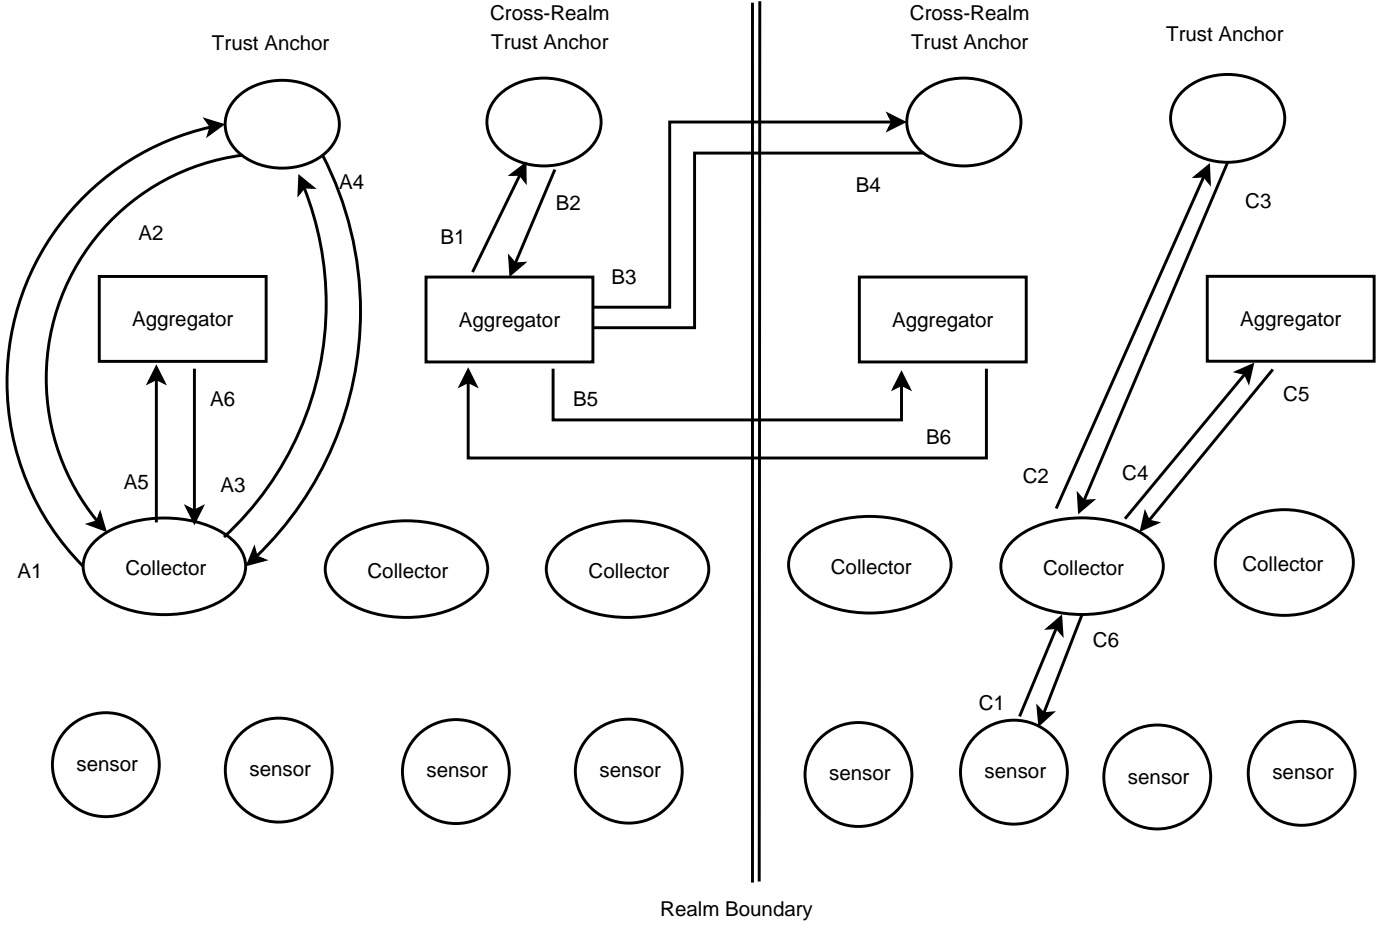 Cross-Realm
Trust Anchor
Trust Anchor
Cross-Realm
Trust Anchor
Trust Anchor
A4
A2
B1
B2
B3
B4
C3
Aggregator
Aggregator
Aggregator
Aggregator
A6
B5
B6
C5
A5
A3
C2
C4
A1
Collector
Collector
Collector
Collector
Collector
Collector
C6
C1
sensor
sensor
sensor
sensor
sensor
sensor
sensor
sensor
Realm Boundary